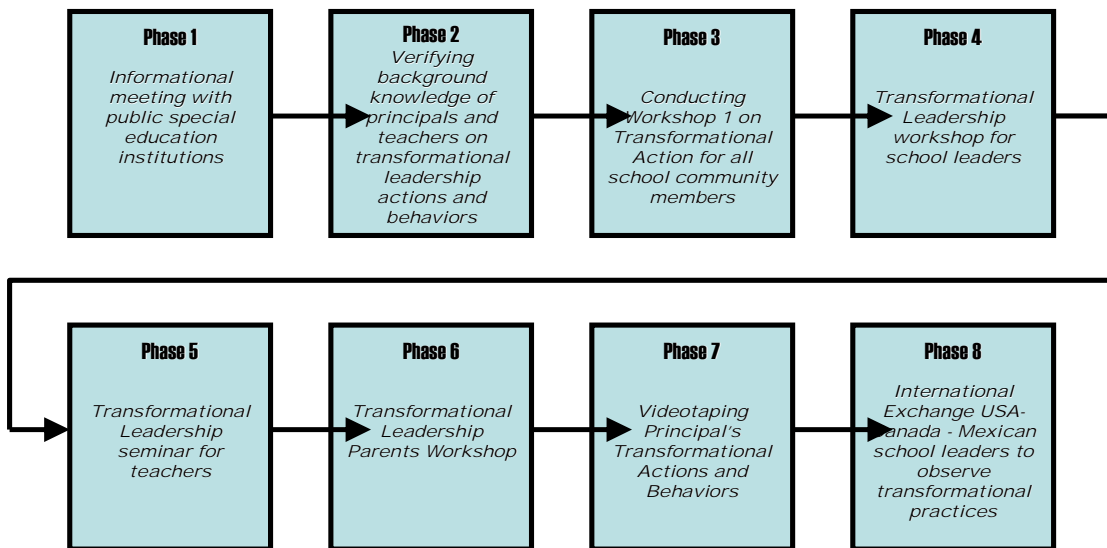 Phase 1
Informational
meeting with
public special
education
institutions
Phase 2
Verifying
background
knowledge of
principals and
teachers on
transformational
leadership
actions and
behaviors
Phase 3
Conducting
Workshop 1 on
Transformational
Action for all
school community
members
Phase 4
Transformational
Leadership
workshop for
school leaders
Phase 5
Transformational
Leadership
seminar for
teachers
Phase 6
Transformational
Leadership
Parents Workshop
Phase 7
Videotaping
Principal's
Transformational
Actions and
Behaviors
Phase 8
International
Exchange USA-
Canada - Mexican
school leaders to
observe
transformational
practices